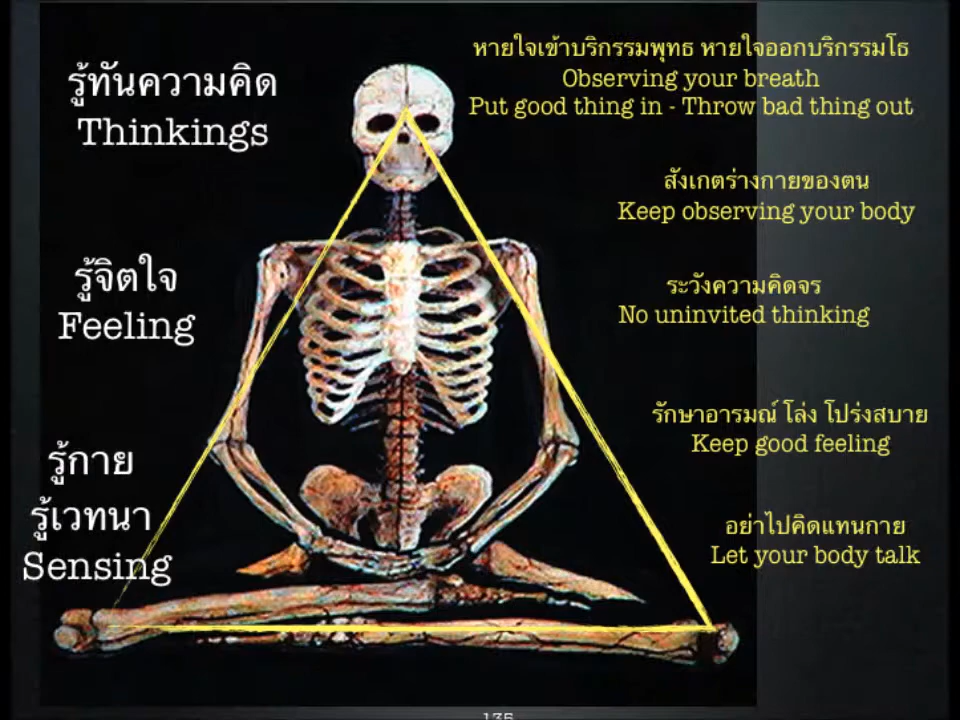 รู้ทันความคิด
Thinkings
รู้จิตใจ
Feeling
รู้กาย
รู้เวทนา
Sensing
หายใจเข้าบริกรรมพุทธ หายใจออกบริกรรมโธ
Observing your breath
Put good thing in - Throw bad thing out
สังเกตร่างกายของตน
Keep observing your body
ระวังความคิดจร
No uninvited thinking
รักษาอารมณ์ โล่ง โปร่งสบาย
Keep good feeling
อย่าไปคิดแทนกาย
Let your body talk